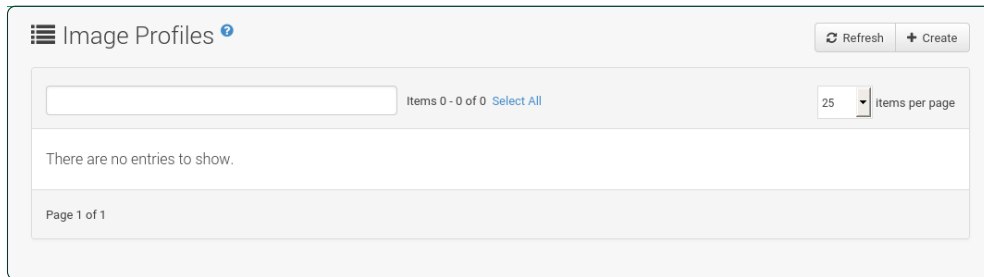 Image Profiles ?
Refresh + Create
Items 0 - 0 of 0 Select All 25 items per page
There are no entries to show.
Page 1 of 1